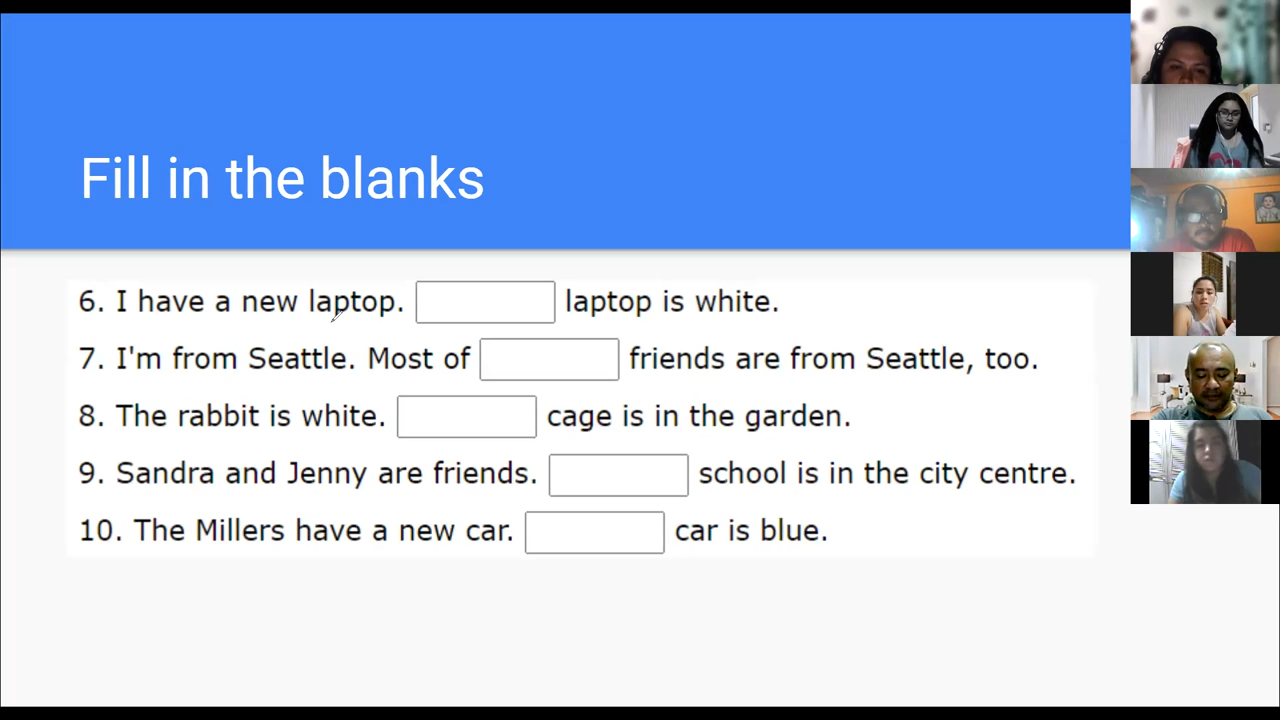 Fill in the blanks
6. I have a new laptop. laptop is white.
7. I'm from Seattle. Most of friends are from Seattle, too.
8. The rabbit is white. cage is in the garden.
9. Sandra and Jenny are friends. school is in the city centre.
10. The Millers have a new car. car is blue.